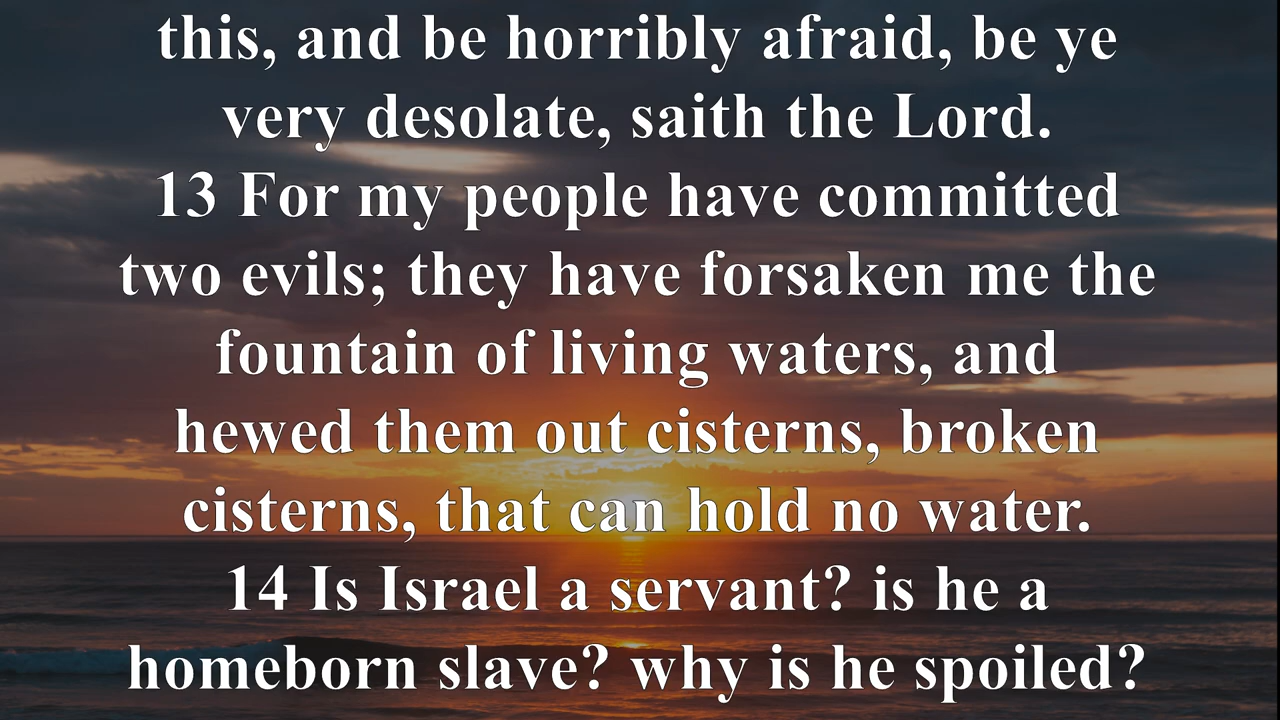 this, and be horribly afraid, be ye
very desolate, saith the Lord.
13 For my people have committed
two evils; they have forsaken me the
fountain of living waters, and
hewed them out cisterns, broken
cisterns, that can hold no water.
14 Is Israel a servant? is he a
homeborn slave? why is he spoiled?